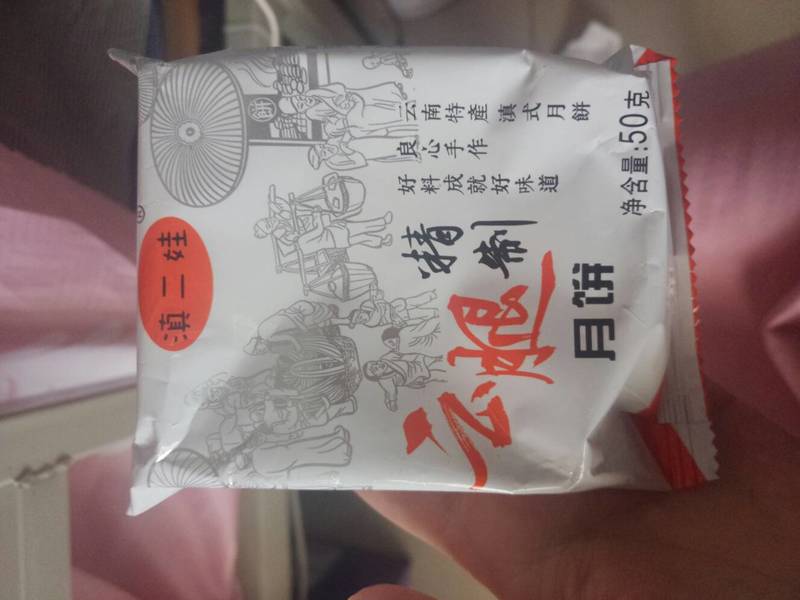 ®
滇二娃
餅
云南特產滇式月餅
良心手作
好料成就好味道
精制
云腿
月饼
净含量:50克